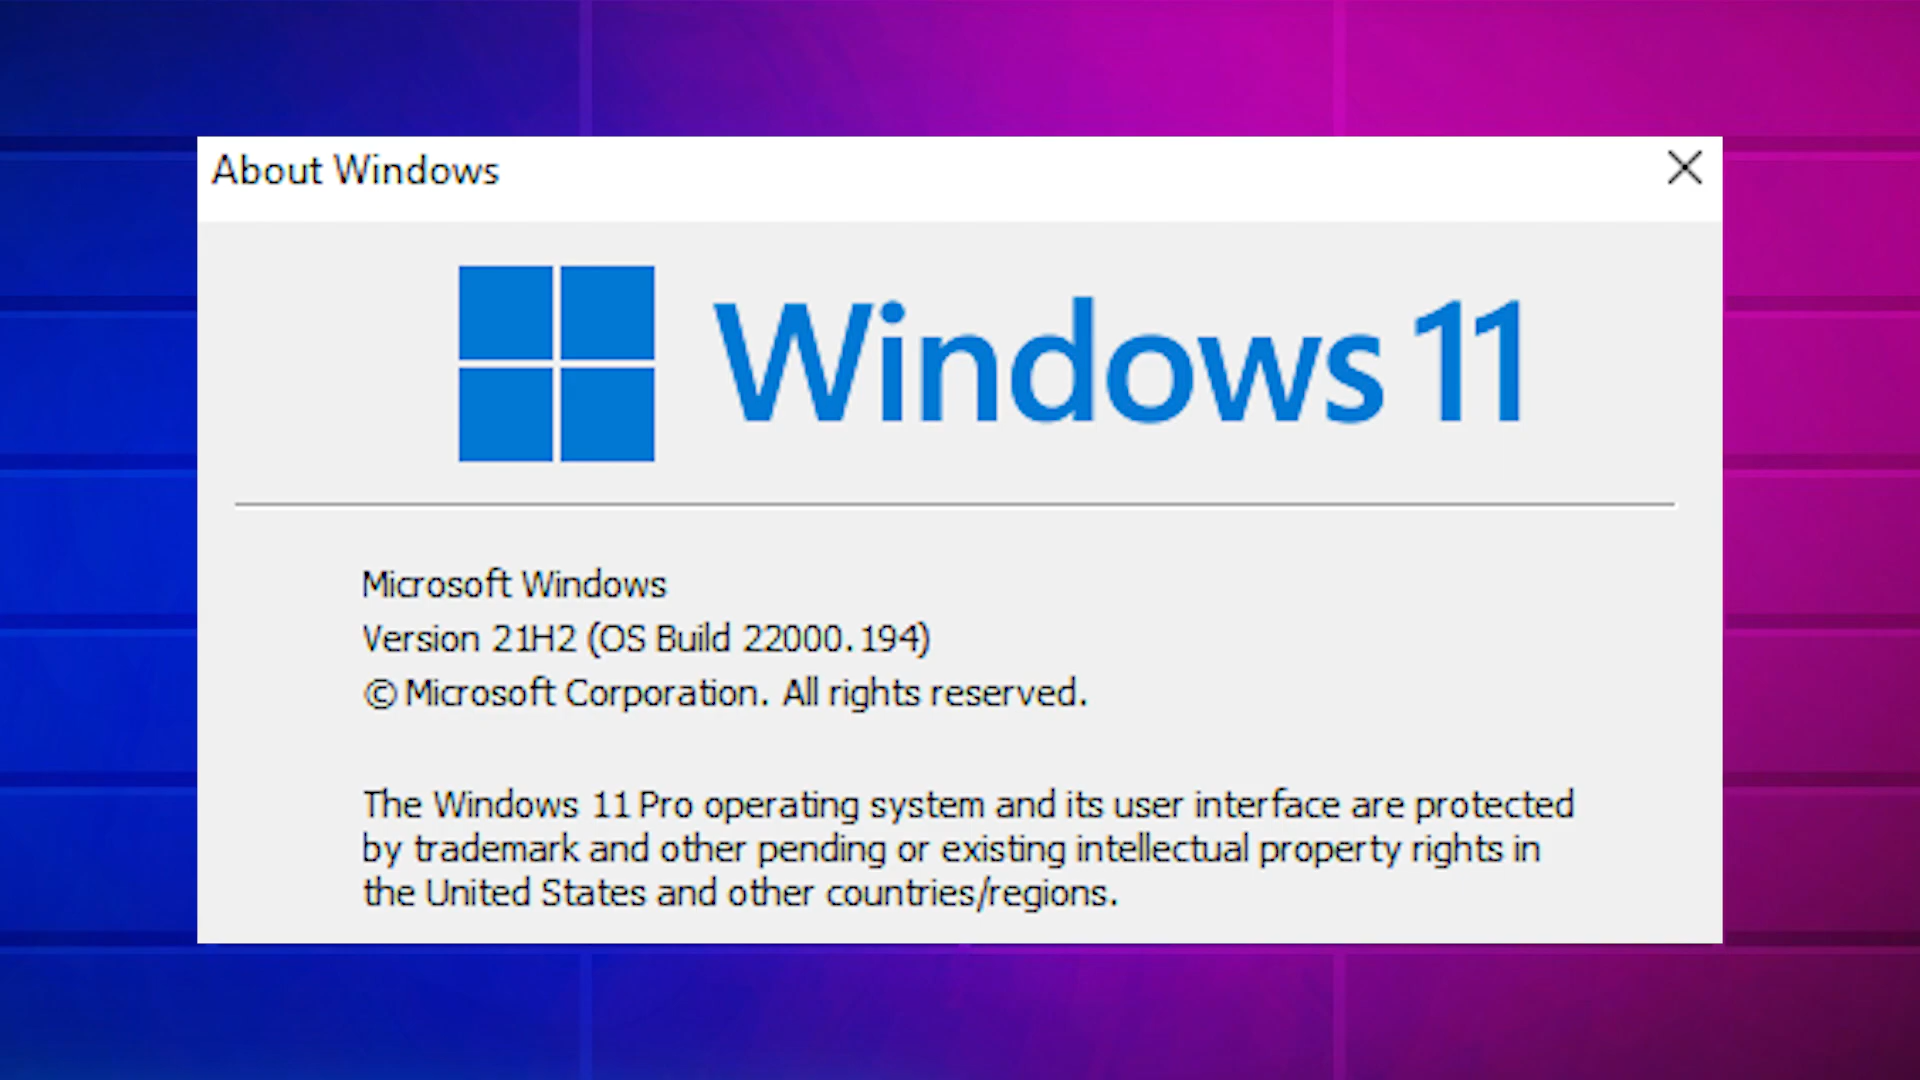 About Windows
Windows 11
Microsoft Windows
Version 21H2 (OS Build 22000.194)
© Microsoft Corporation. All rights reserved.
The Windows 11 Pro operating system and its user interface are protected
by trademark and other pending or existing intellectual property rights in
the United States and other countries/regions.